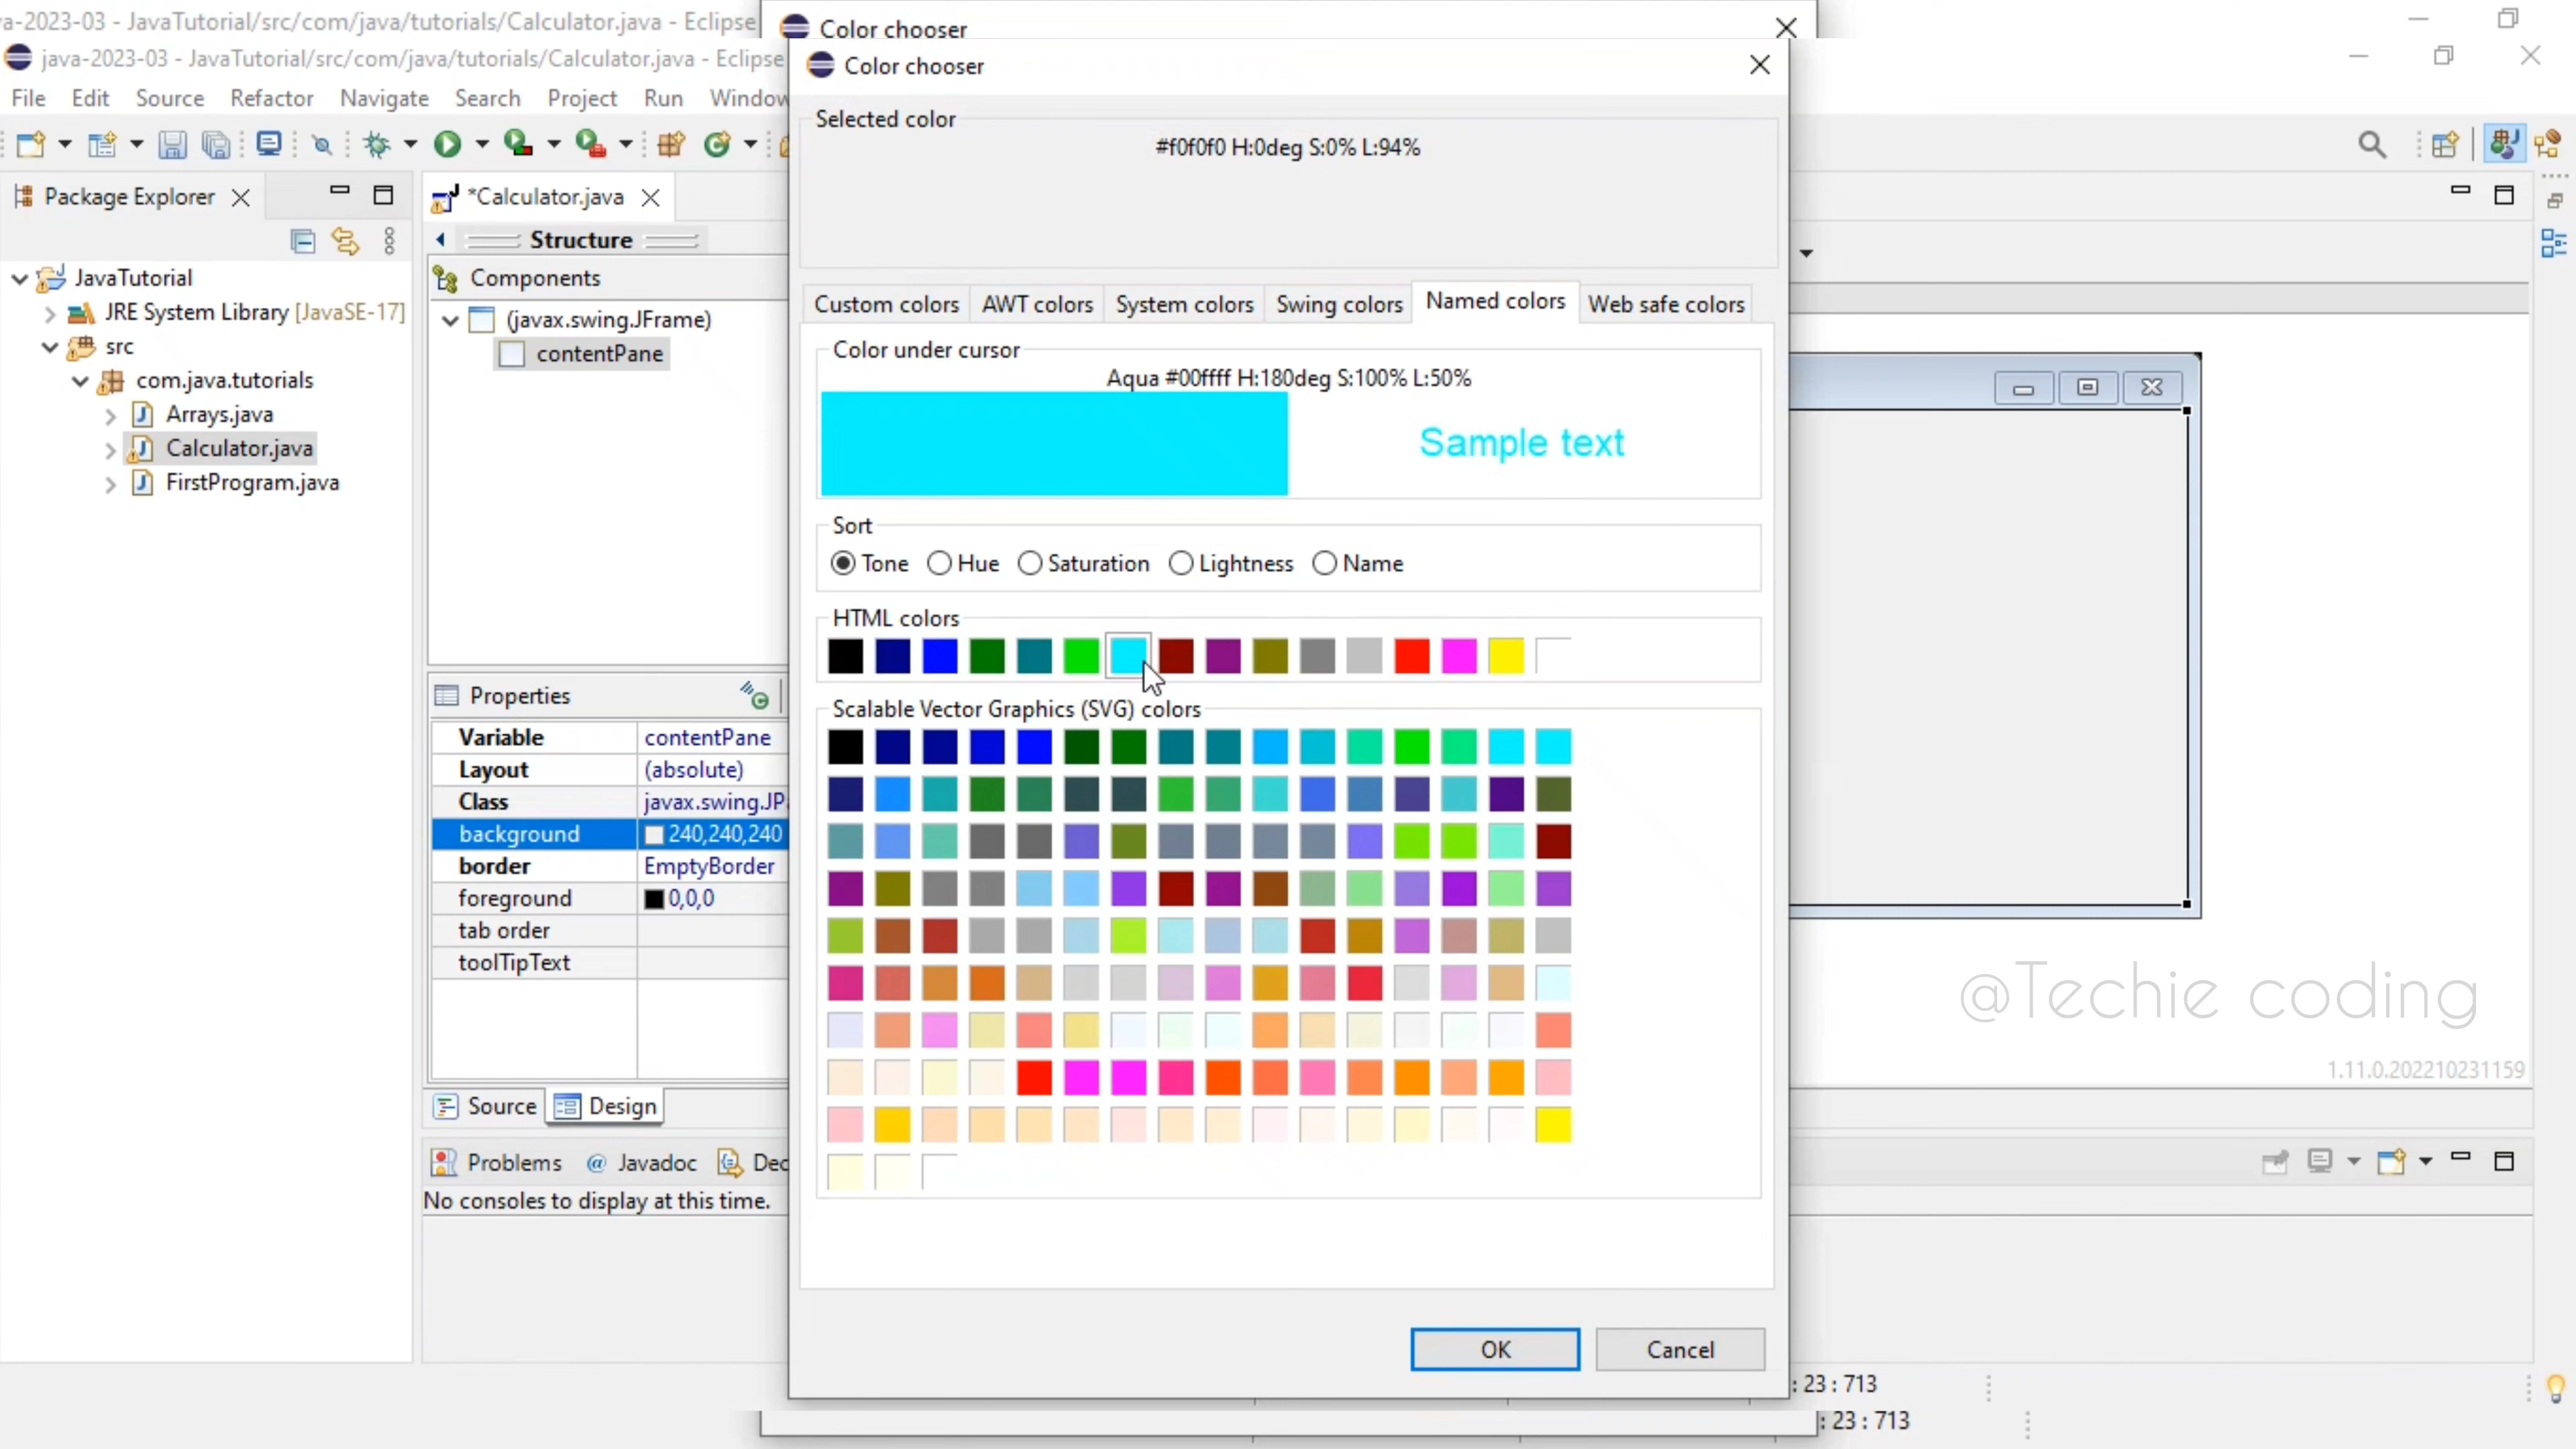 a-2023-03 - JavaTutorial/src/com/java/tutorials/Calculator.java - Eclipse
Color chooser
java-2023-03 - JavaTutorial/src/com/java/tutorials/Calculator.java - Eclipse
Color chooser
File Edit Source Refactor Navigate Search Project Run Window
Selected color
#f0f0f0 H:0deg S:0% L:94%
Package Explorer
*Calculator.java
Structure
Components
JavaTutorial
JRE System Library [JavaSE-17]
src
com.java.tutorials
Arrays.java
Calculator.java
FirstProgram.java
(javax.swing.JFrame)
contentPane
Custom colors AWT colors System colors Swing colors Named colors Web safe colors
Color under cursor
Aqua #00ffff H:180deg S:100% L:50%
Sample text
Sort
Tone Hue Saturation Lightness Name
HTML colors
Scalable Vector Graphics (SVG) colors
Properties
Variable contentPane
Layout (absolute)
Class javax.swing.JP
background 240,240,240
border EmptyBorder
foreground 0,0,0
tab order
toolTipText
@Techie coding
1.11.0.202210231159
Source Design
Problems @ Javadoc Dec
No consoles to display at this time.
OK Cancel
: 23 : 713
: 23 : 713